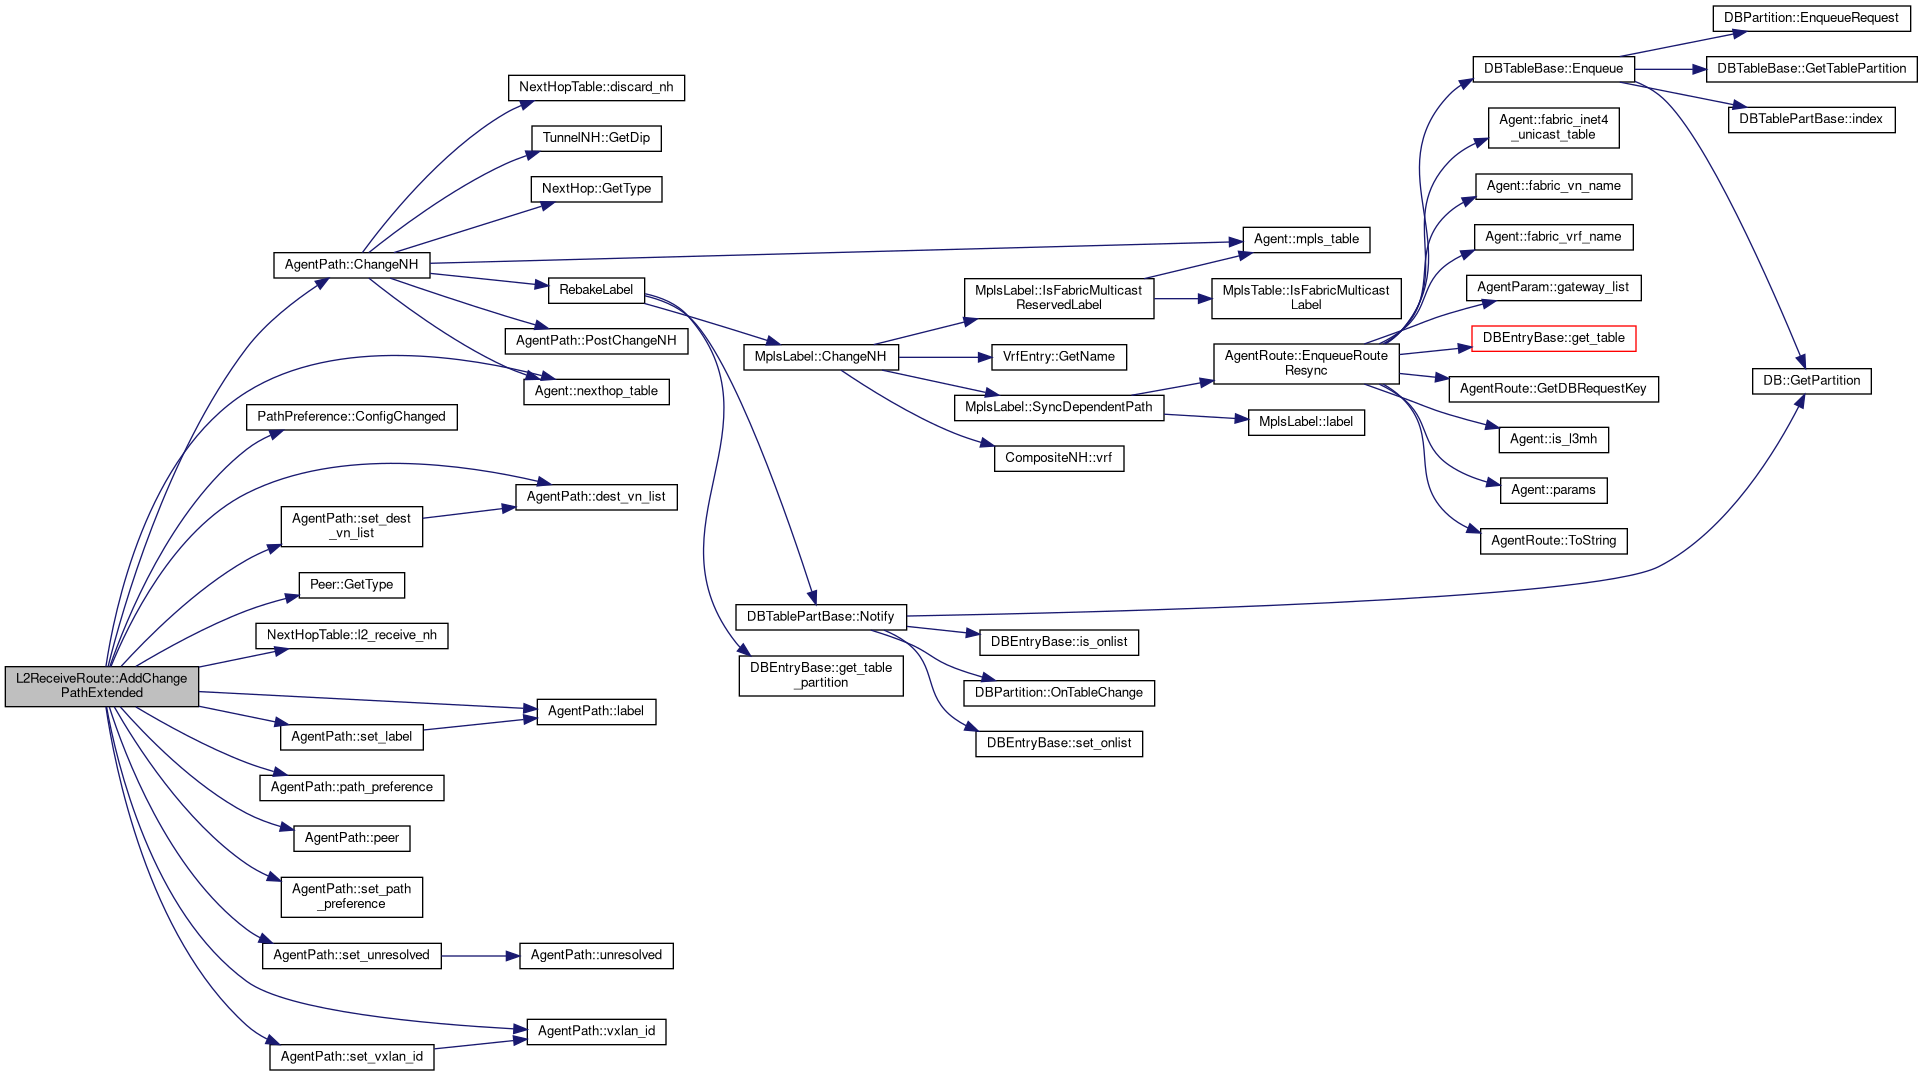 L2ReceiveRoute::AddChange
PathExtended
AgentPath::ChangeNH
PathPreference::ConfigChanged
AgentPath::set_dest
_vn_list
Peer::GetType
NextHopTable::l2_receive_nh
AgentPath::set_label
AgentPath::path_preference
AgentPath::peer
AgentPath::set_path
_preference
AgentPath::set_unresolved
AgentPath::set_vxlan_id
NextHopTable::discard_nh
TunnelNH::GetDip
NextHop::GetType
RebakeLabel
AgentPath::PostChangeNH
Agent::nexthop_table
AgentPath::dest_vn_list
AgentPath::label
AgentPath::unresolved
AgentPath::vxlan_id
MplsLabel::ChangeNH
DBTablePartBase::Notify
DBEntryBase::get_table
_partition
MplsLabel::IsFabricMulticast
ReservedLabel
VrfEntry::GetName
MplsLabel::SyncDependentPath
CompositeNH::vrf
DBEntryBase::is_onlist
DBPartition::OnTableChange
DBEntryBase::set_onlist
Agent::mpls_table
MplsTable::IsFabricMulticast
Label
AgentRoute::EnqueueRoute
Resync
MplsLabel::label
DBTableBase::Enqueue
Agent::fabric_inet4
_unicast_table
Agent::fabric_vn_name
Agent::fabric_vrf_name
AgentParam::gateway_list
DBEntryBase::get_table
AgentRoute::GetDBRequestKey
Agent::is_l3mh
Agent::params
AgentRoute::ToString
DBPartition::EnqueueRequest
DBTableBase::GetTablePartition
DBTablePartBase::index
DB::GetPartition